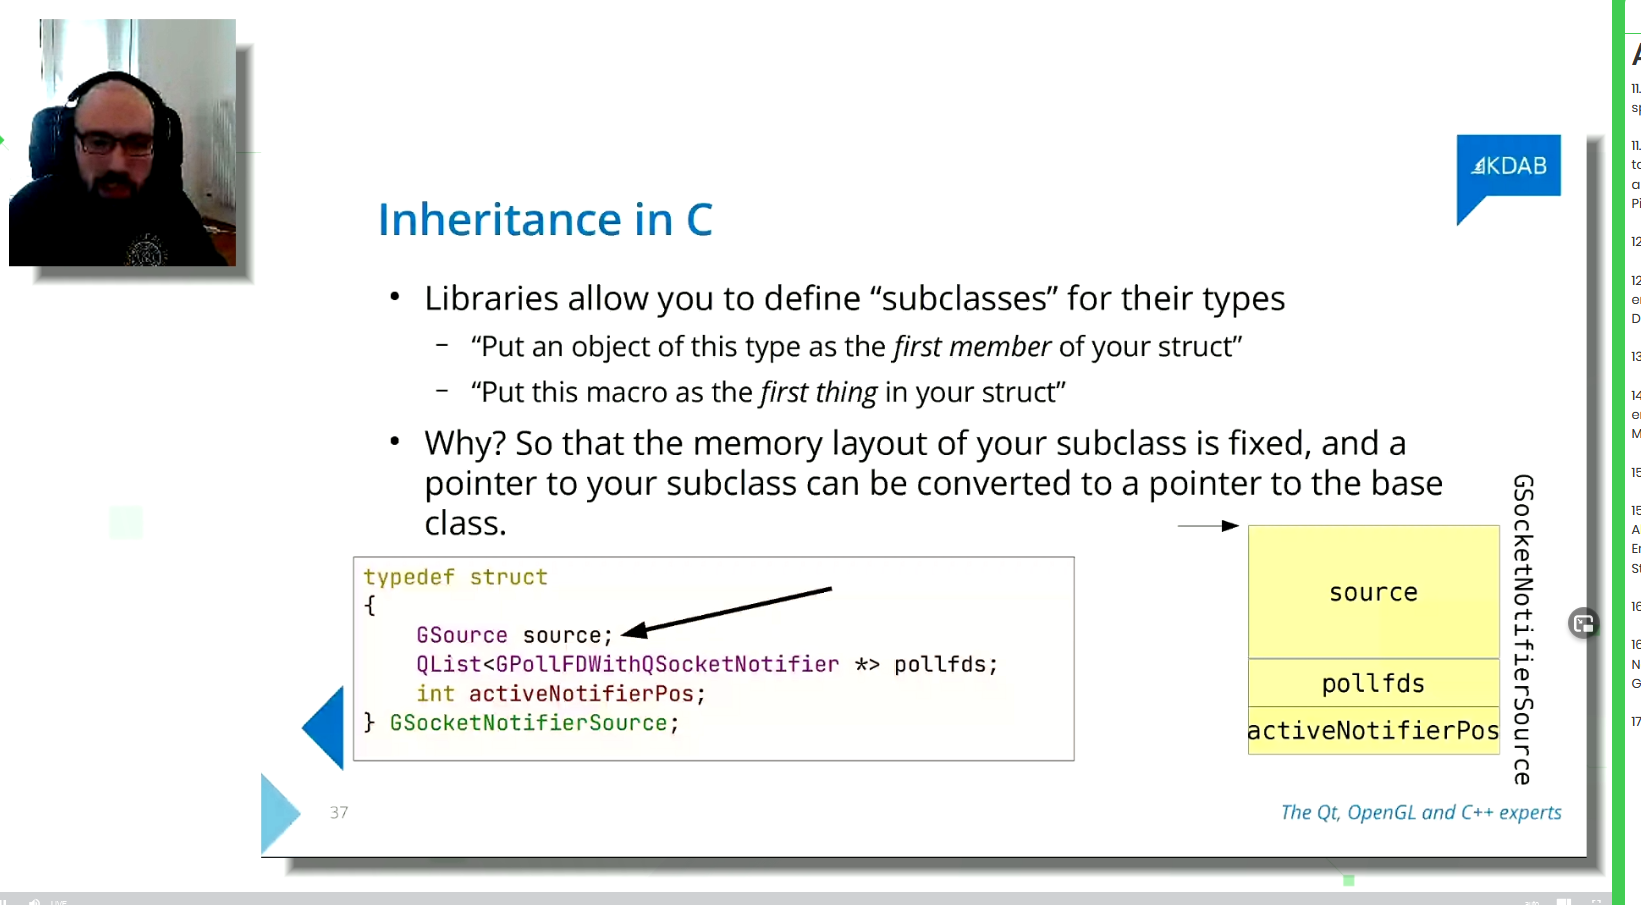 KDAB
Inheritance in C
• Libraries allow you to define “subclasses” for their types
– “Put an object of this type as the first member of your struct”
– “Put this macro as the first thing in your struct”
• Why? So that the memory layout of your subclass is fixed, and a
pointer to your subclass can be converted to a pointer to the base
class.
typedef struct
{
GSource source;
QList<GPollFDWithQSocketNotifier *> pollfds;
int activeNotifierPos;
} GSocketNotifierSource;
source
pollfds
activeNotifierPos
GSocketNotifierSource
37
The Qt, OpenGL and C++ experts
LIVE